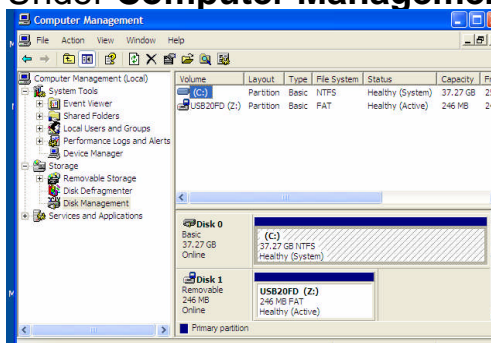 Under Computer Management
Computer Management
File Action View Window Help
Computer Management (Local)
System Tools
Event Viewer
Shared Folders
Local Users and Groups
Performance Logs and Alerts
Device Manager
Storage
Removable Storage
Disk Defragmenter
Disk Management
Services and Applications
Volume Layout Type File System Status Capacity
(C:) Partition Basic NTFS Healthy (System) 37.27 GB
USB20FD (Z:) Partition Basic FAT Healthy (Active) 246 MB
Disk 0
Basic
37.27 GB
Online
(C:)
37.27 GB NTFS
Healthy (System)
Disk 1
Removable
246 MB
Online
USB20FD (Z:)
246 MB FAT
Healthy (Active)
Primary partition